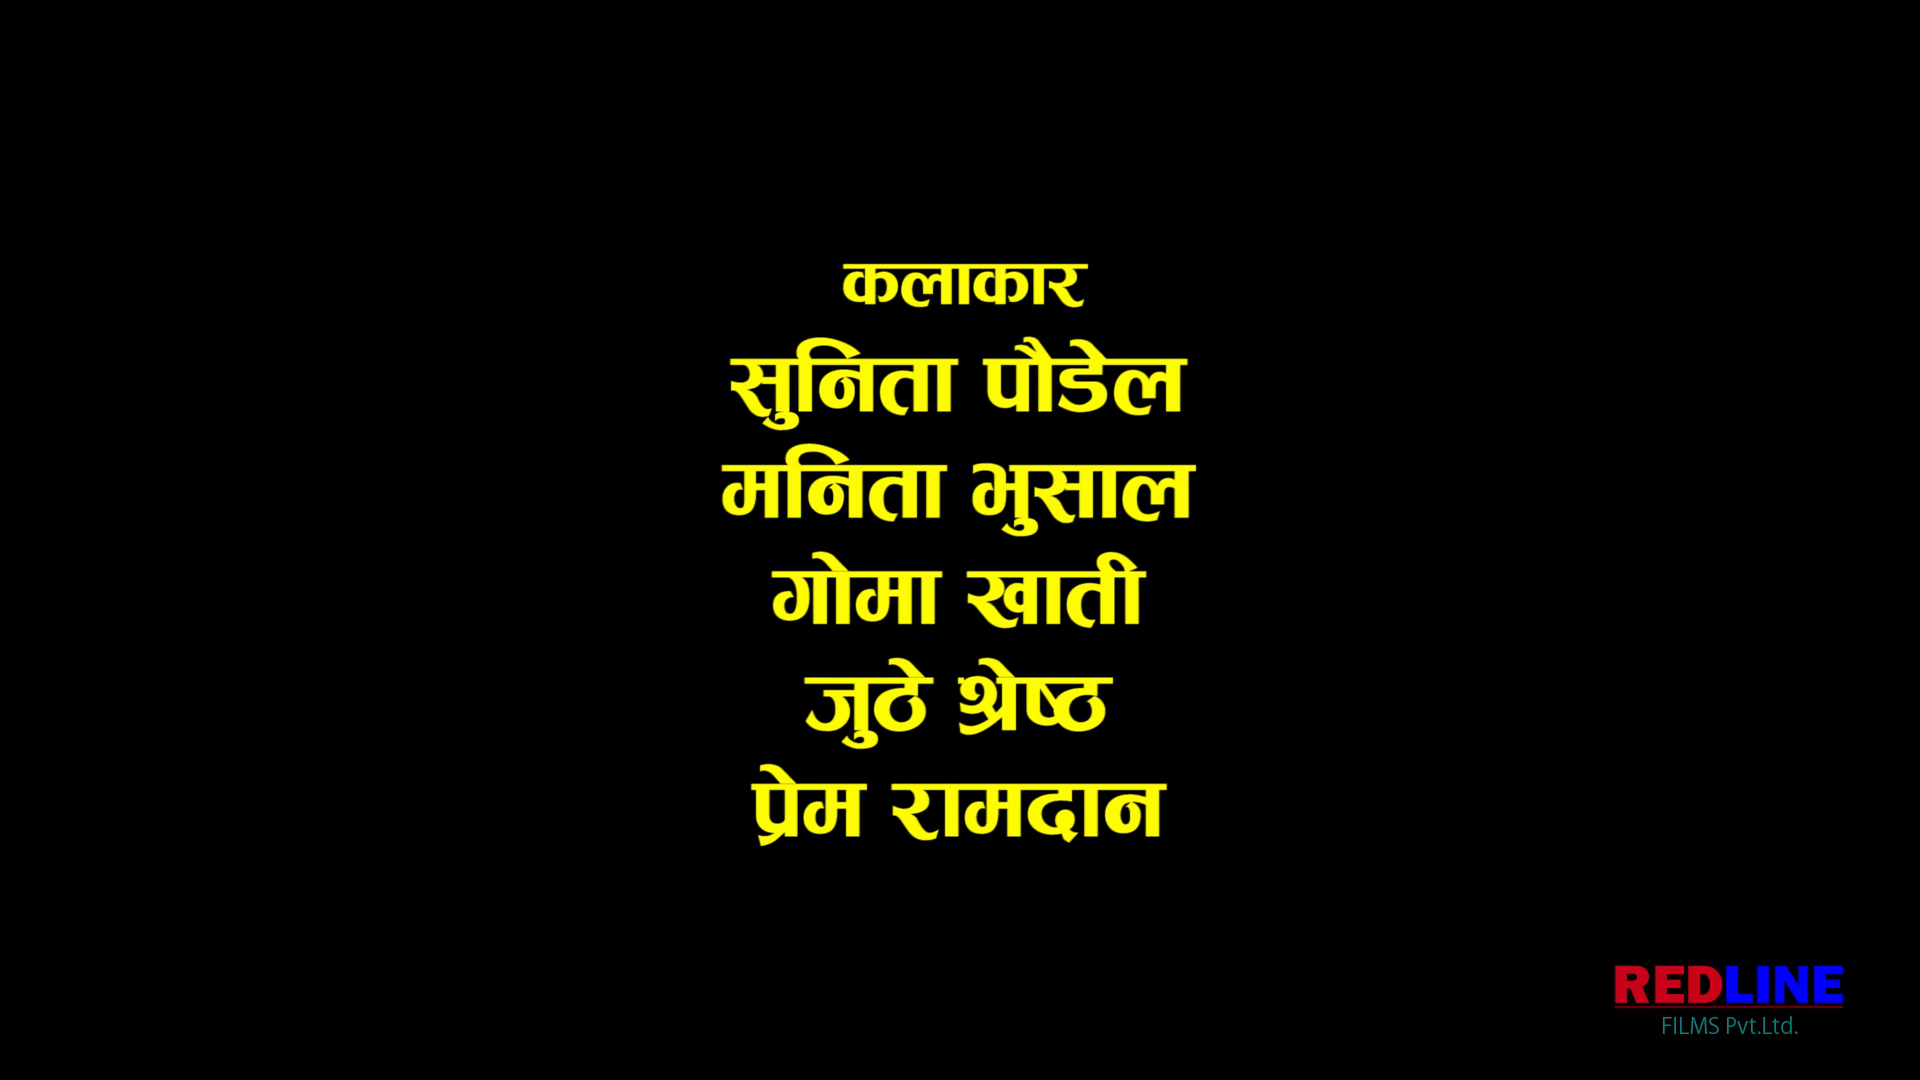 कलाकार
सुनिता पौडेल
मनिता भुसाल
गोमा खाती
जुठे श्रेष्ठ
प्रेम रामदान
REDLINE
FILMS Pvt.Ltd.